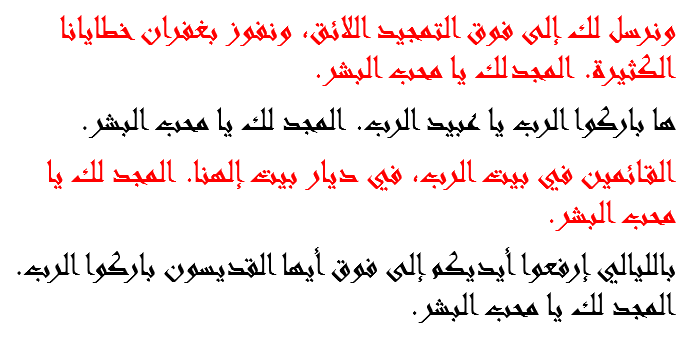 ونرسل لك إلى فوق التمجيد اللائق، ونفوز بغفران خطايانا
الكثيرة. المجدلك يا محب البشر.
ها باركوا الرب يا عبيد الرب. المجد لك يا محب البشر.
القائمين في بيت الرب، في ديار بيت إلهنا. المجد لك يا
محب البشر.
بالليالي إرفعوا أيديكم إلى فوق أيها القديسون باركوا الرب.
المجد لك يا محب البشر.